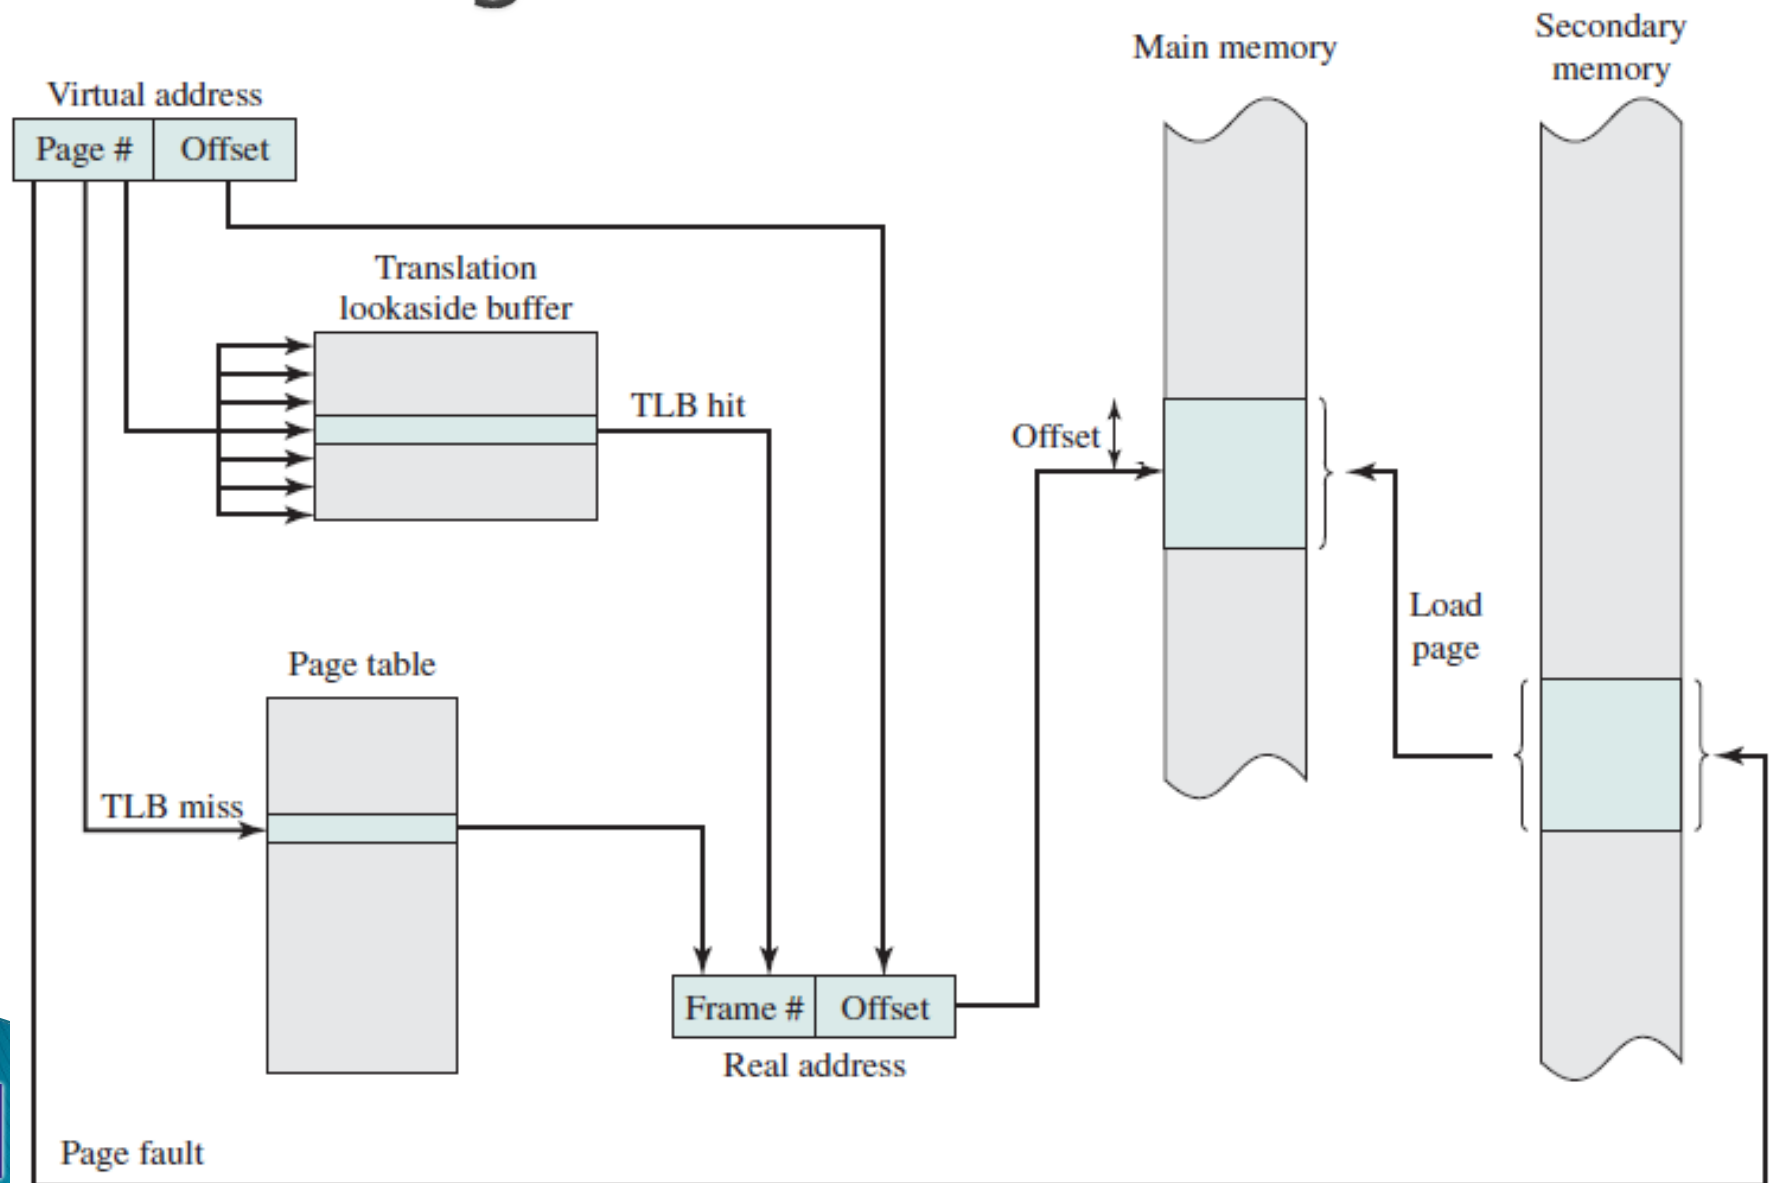 Main memory
Secondary
memory
Virtual address
Page #
Offset
Translation
lookaside buffer
TLB hit
Offset
Load
page
Page table
TLB miss
Frame #
Offset
Real address
Page fault